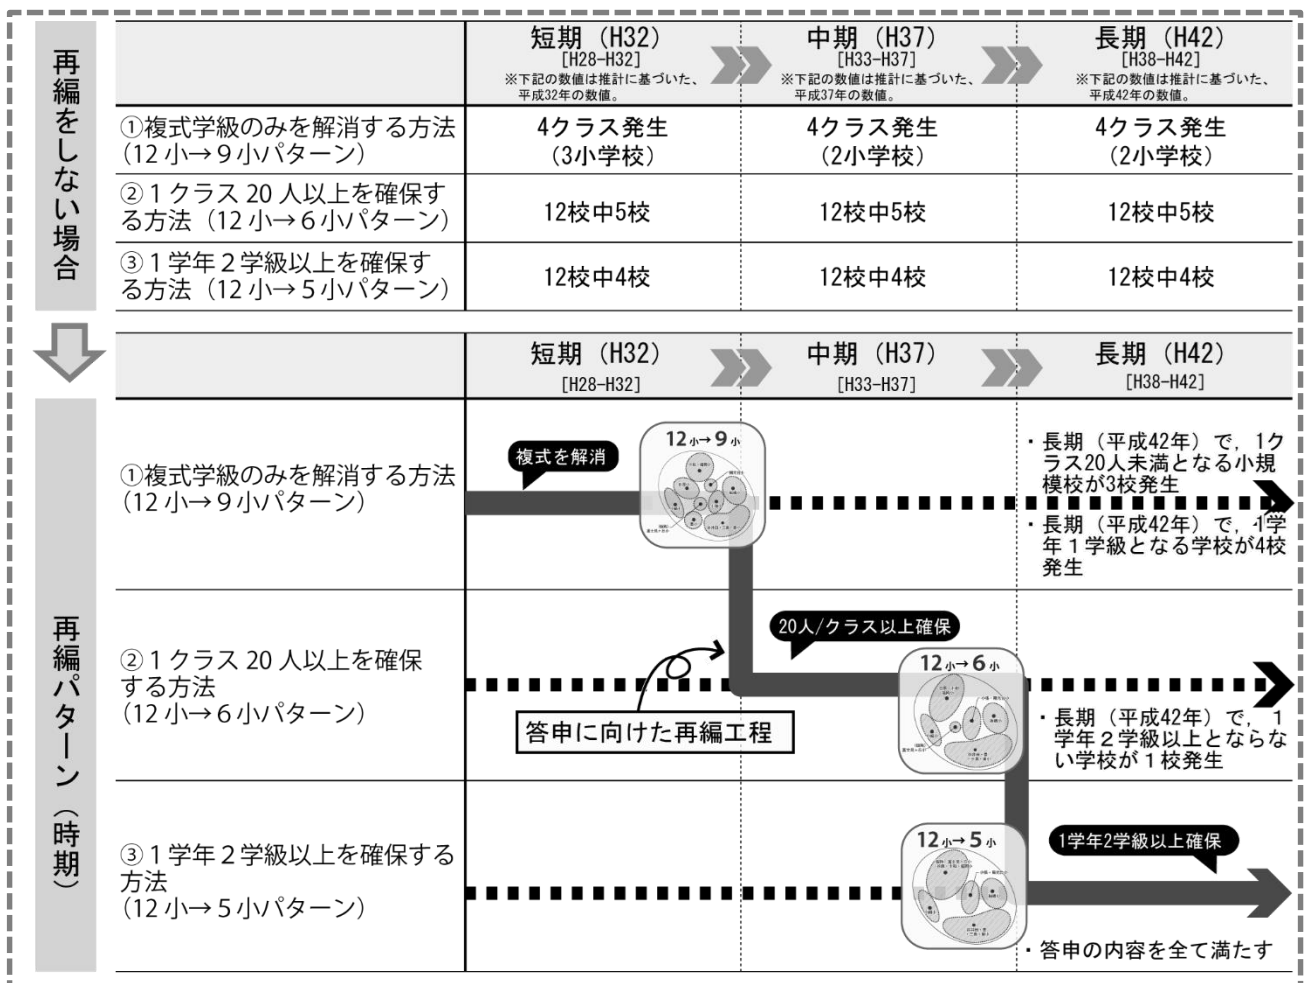 再編をしない場合
短期（H32）
[H28-H32]
※下記の数値は推計に基づいた、
平成32年の数値。
中期（H37）
[H33-H37]
※下記の数値は推計に基づいた、
平成37年の数値。
長期（H42）
[H38-H42]
※下記の数値は推計に基づいた、
平成42年の数値。
①複式学級のみを解消する方法
（12小→９小パターン）
4クラス発生
（3小学校）
4クラス発生
（2小学校）
4クラス発生
（2小学校）
②１クラス20人以上を確保す
る方法（12小→６小パターン）
12校中5校
12校中5校
12校中5校
③１学年２学級以上を確保す
る方法（12小→５小パターン）
12校中4校
12校中4校
12校中4校
再編パターン（時期）
短期（H32）
[H28-H32]
中期（H37）
[H33-H37]
長期（H42）
[H38-H42]
①複式学級のみを解消する方法
（12小→９小パターン）
複式を解消
12小→9小
・長期（平成42年）で，1ク
ラス20人未満となる小規
模校が3校発生
・長期（平成42年）で，1学
年１学級となる学校が4校
発生
②１クラス20人以上を確保
する方法
（12小→６小パターン）
答申に向けた再編工程
20人/クラス以上確保
12小→6小
・長期（平成42年）で，１
学年２学級以上とならな
い学校が１校発生
③１学年２学級以上を確保する
方法
（12小→５小パターン）
12小→5小
1学年2学級以上確保
・答申の内容を全て満たす